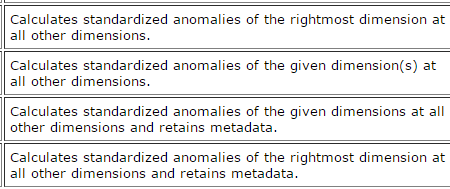 Calculates standardized anomalies of the rightmost dimension at
all other dimensions.
Calculates standardized anomalies of the given dimension(s) at
all other dimensions.
Calculates standardized anomalies of the given dimensions at all
other dimensions and retains metadata.
Calculates standardized anomalies of the rightmost dimension at
all other dimensions and retains metadata.